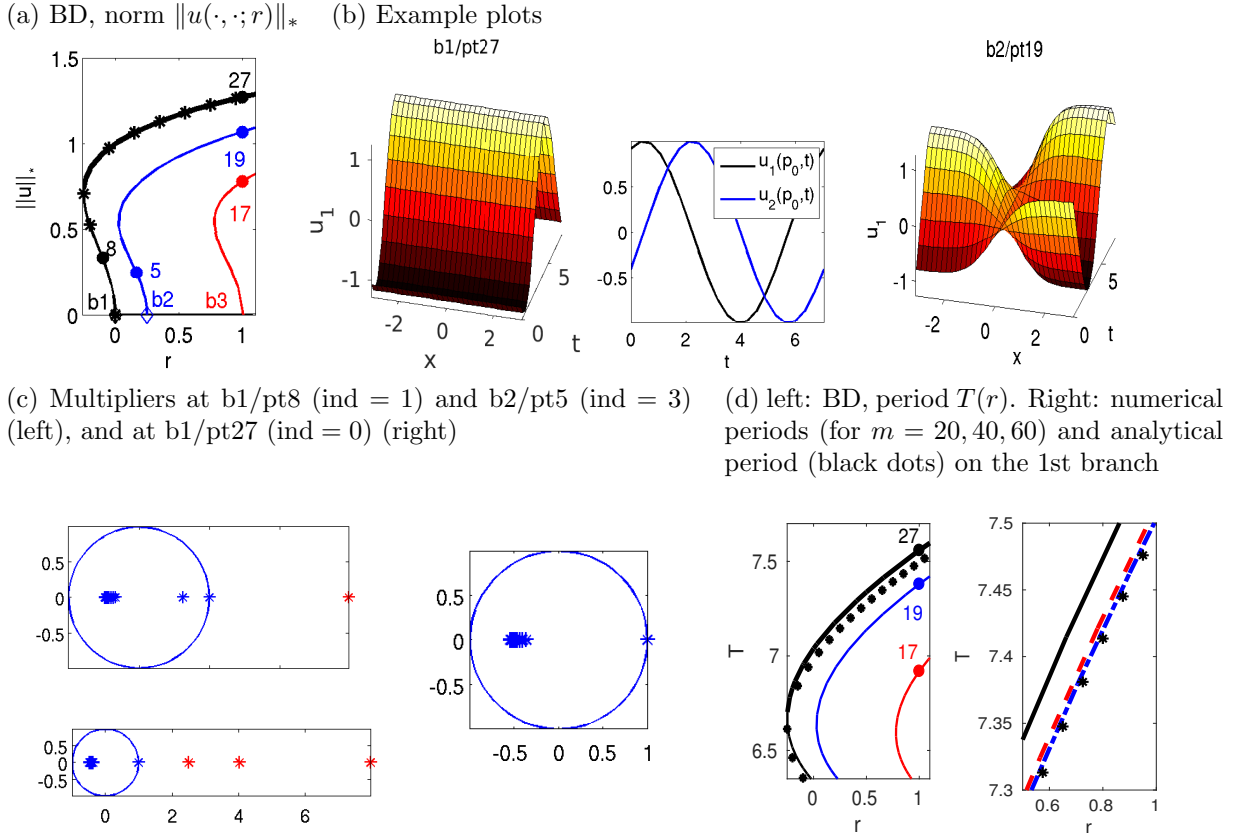 (a) BD, norm ‖u(·, ·; r)‖∗
(b) Example plots
1.5
1
0.5
0
||u||*
27
19
17
8
5
b1
b2
b3
0
0.5
1
r
b1/pt27
1
0
-1
u1
-2
0
2
x
0
5
t
0.5
0
-0.5
u1(p0,t)
u2(p0,t)
0
2
4
6
t
b2/pt19
1
0
-1
u1
-2
0
2
x
0
5
t
(c) Multipliers at b1/pt8 (ind = 1) and b2/pt5 (ind = 3)
(left), and at b1/pt27 (ind = 0) (right)
(d) left: BD, period T(r). Right: numerical
periods (for m = 20, 40, 60) and analytical
period (black dots) on the 1st branch
0.5
0
-0.5
0
2
4
6
0.5
0
-0.5
0
2
4
6
0.5
0
-0.5
-0.5
0
0.5
1
7.5
7
6.5
T
27
19
17
0
0.5
1
r
7.5
7.45
7.4
7.35
7.3
T
0.6
0.8
1
r